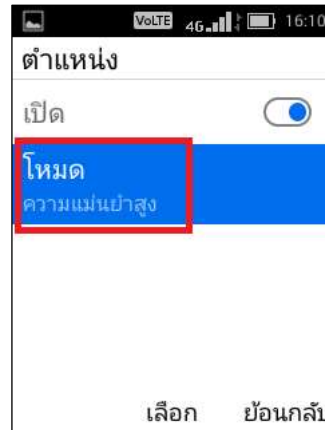 VoLTE 4G 16:10
ตำแหน่ง
เปิด
โหมด
ความแม่นยำสูง
เลือก ย้อนกลับ